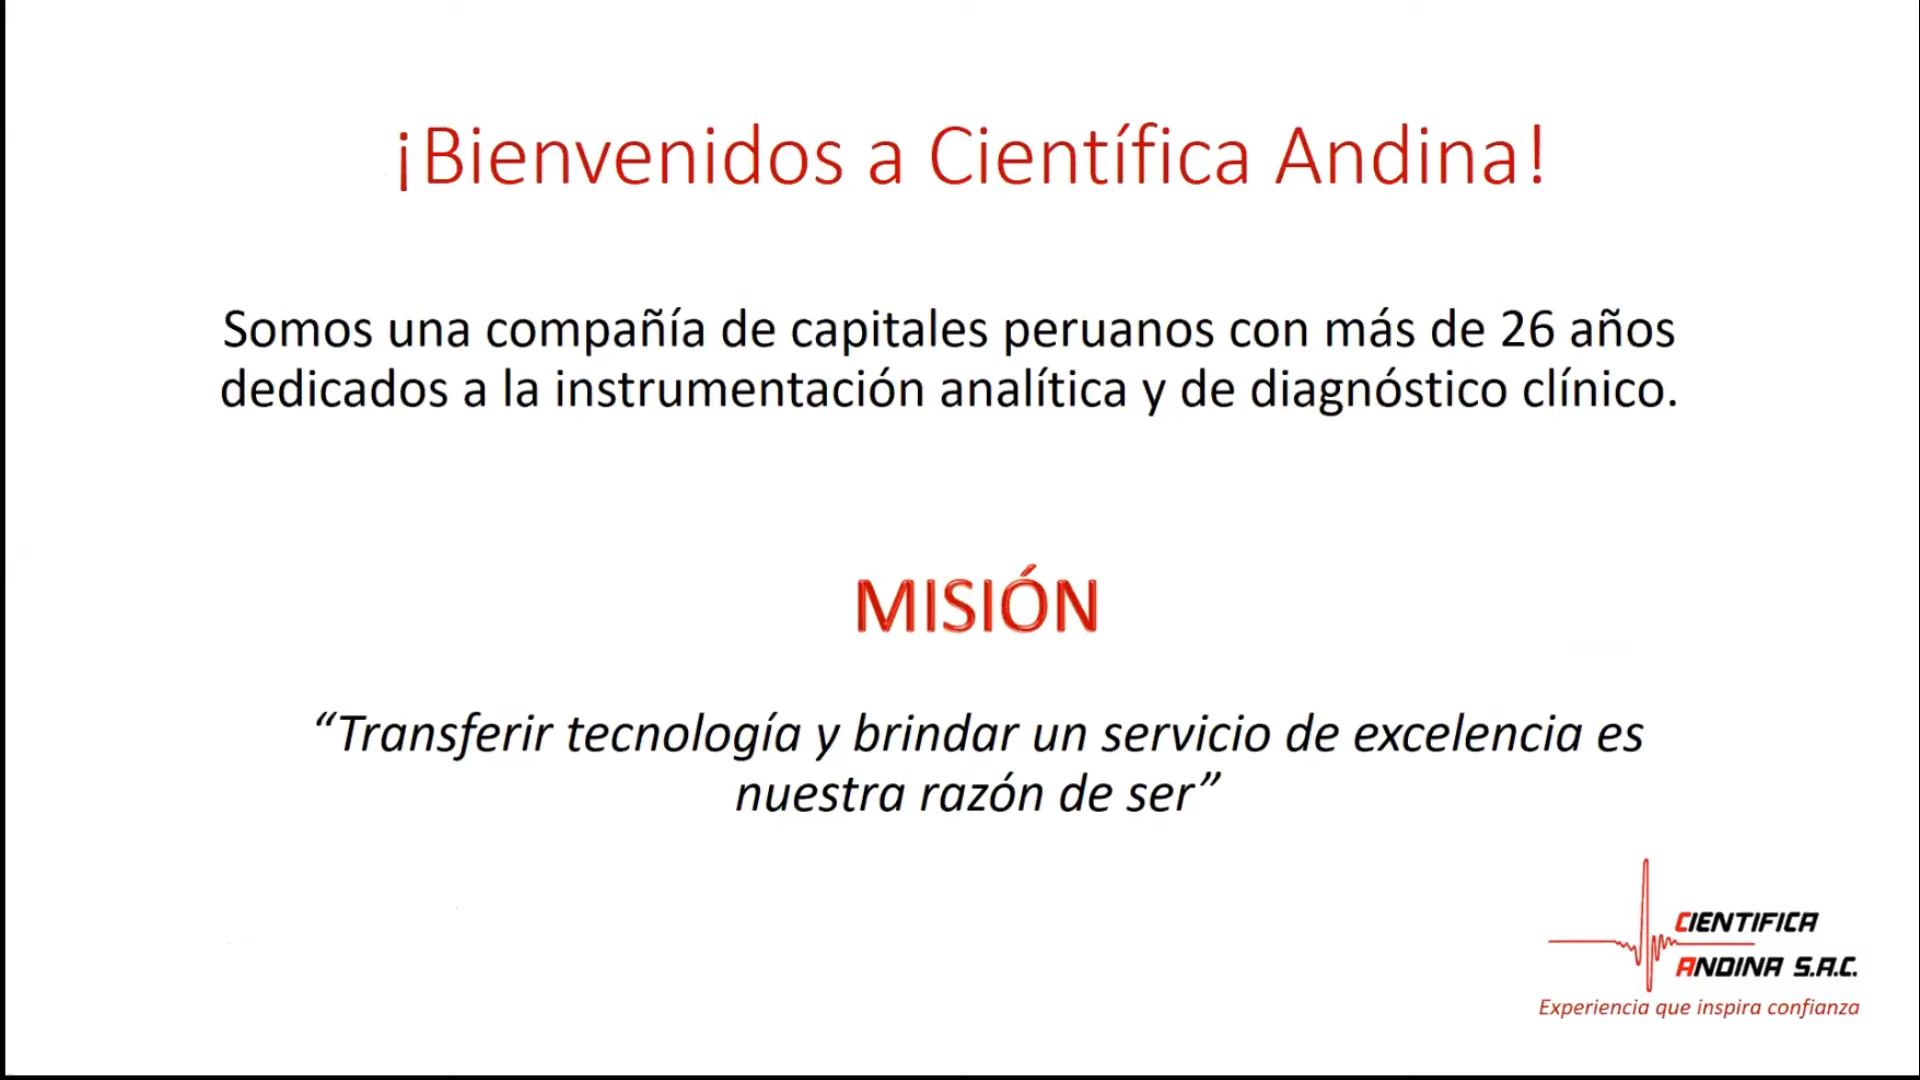 ¡Bienvenidos a Científica Andina!
Somos una compañía de capitales peruanos con más de 26 años
dedicados a la instrumentación analítica y de diagnóstico clínico.
MISIÓN
“Transferir tecnología y brindar un servicio de excelencia es
nuestra razón de ser”
CIENTIFICA
ANDINA S.A.C.
Experiencia que inspira confianza